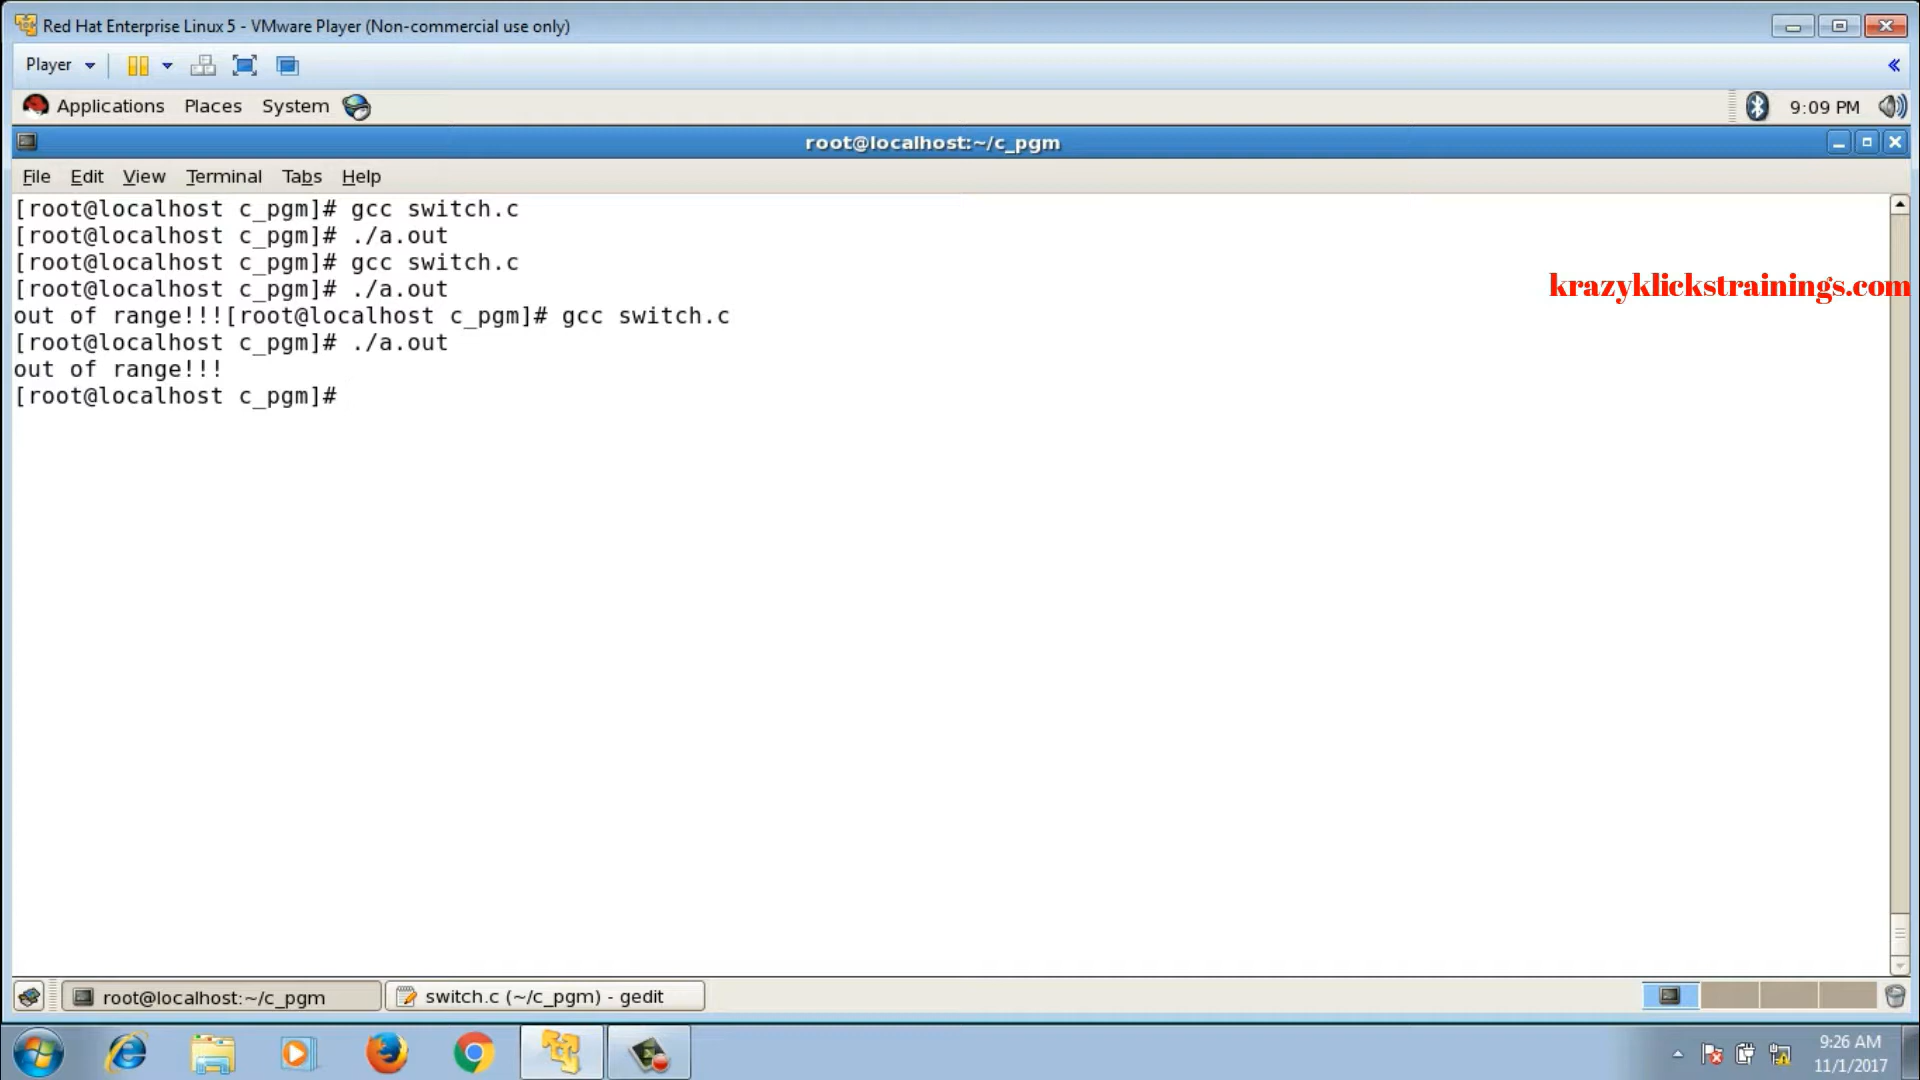 Red Hat Enterprise Linux 5 - VMware Player (Non-commercial use only)
Player
Applications Places System
9:09 PM
root@localhost:~/c_pgm
File Edit View Terminal Tabs Help
[root@localhost c_pgm]# gcc switch.c
[root@localhost c_pgm]# ./a.out
[root@localhost c_pgm]# gcc switch.c
[root@localhost c_pgm]# ./a.out
krazyklickstrainings.com
out of range!!![root@localhost c_pgm]# gcc switch.c
[root@localhost c_pgm]# ./a.out
out of range!!!
[root@localhost c_pgm]#
root@localhost:~/c_pgm
switch.c (~/c_pgm) - gedit
9:26 AM
11/1/2017